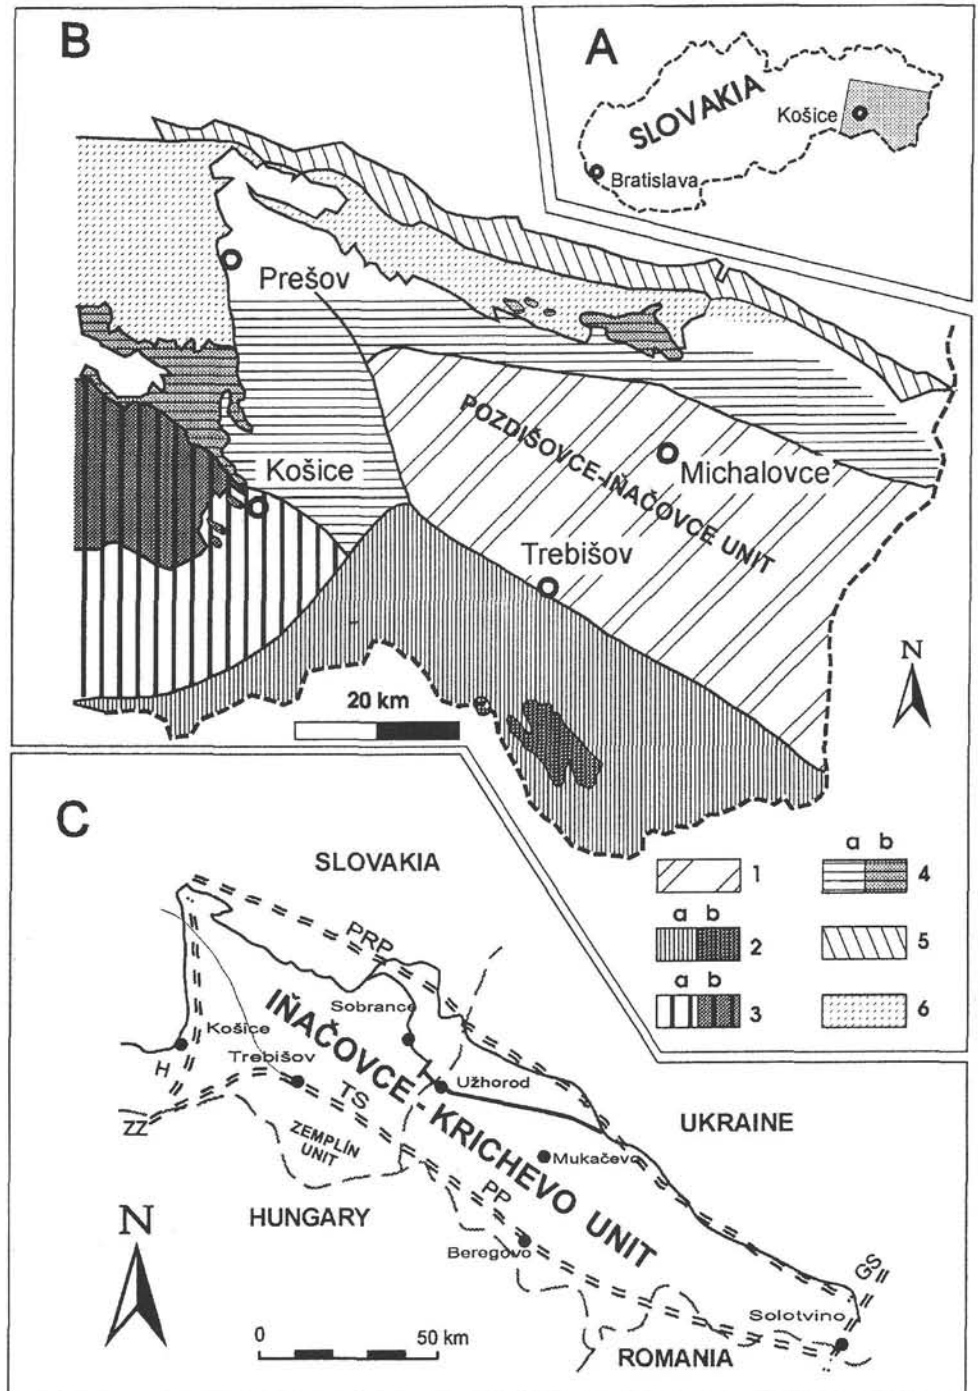 B
A
SLOVAKIA
Košice
Bratislava
Prešov
POZDIŠOVCE-IŇAČOVCE UNIT
Michalovce
Košice
Trebišov
N
20 km
a b
1
4
a b
2
5
a b
3
6
C
SLOVAKIA
PRP
Sobrance
IŇAČOVCE - KRICHEVO UNIT
Košice
H
Trebišov
TS
Užhorod
UKRAINE
ZZ
ZEMPLÍN
UNIT
Mukačevo
N
HUNGARY
PP
Beregovo
GS
Solotvino
0 50 km
ROMANIA